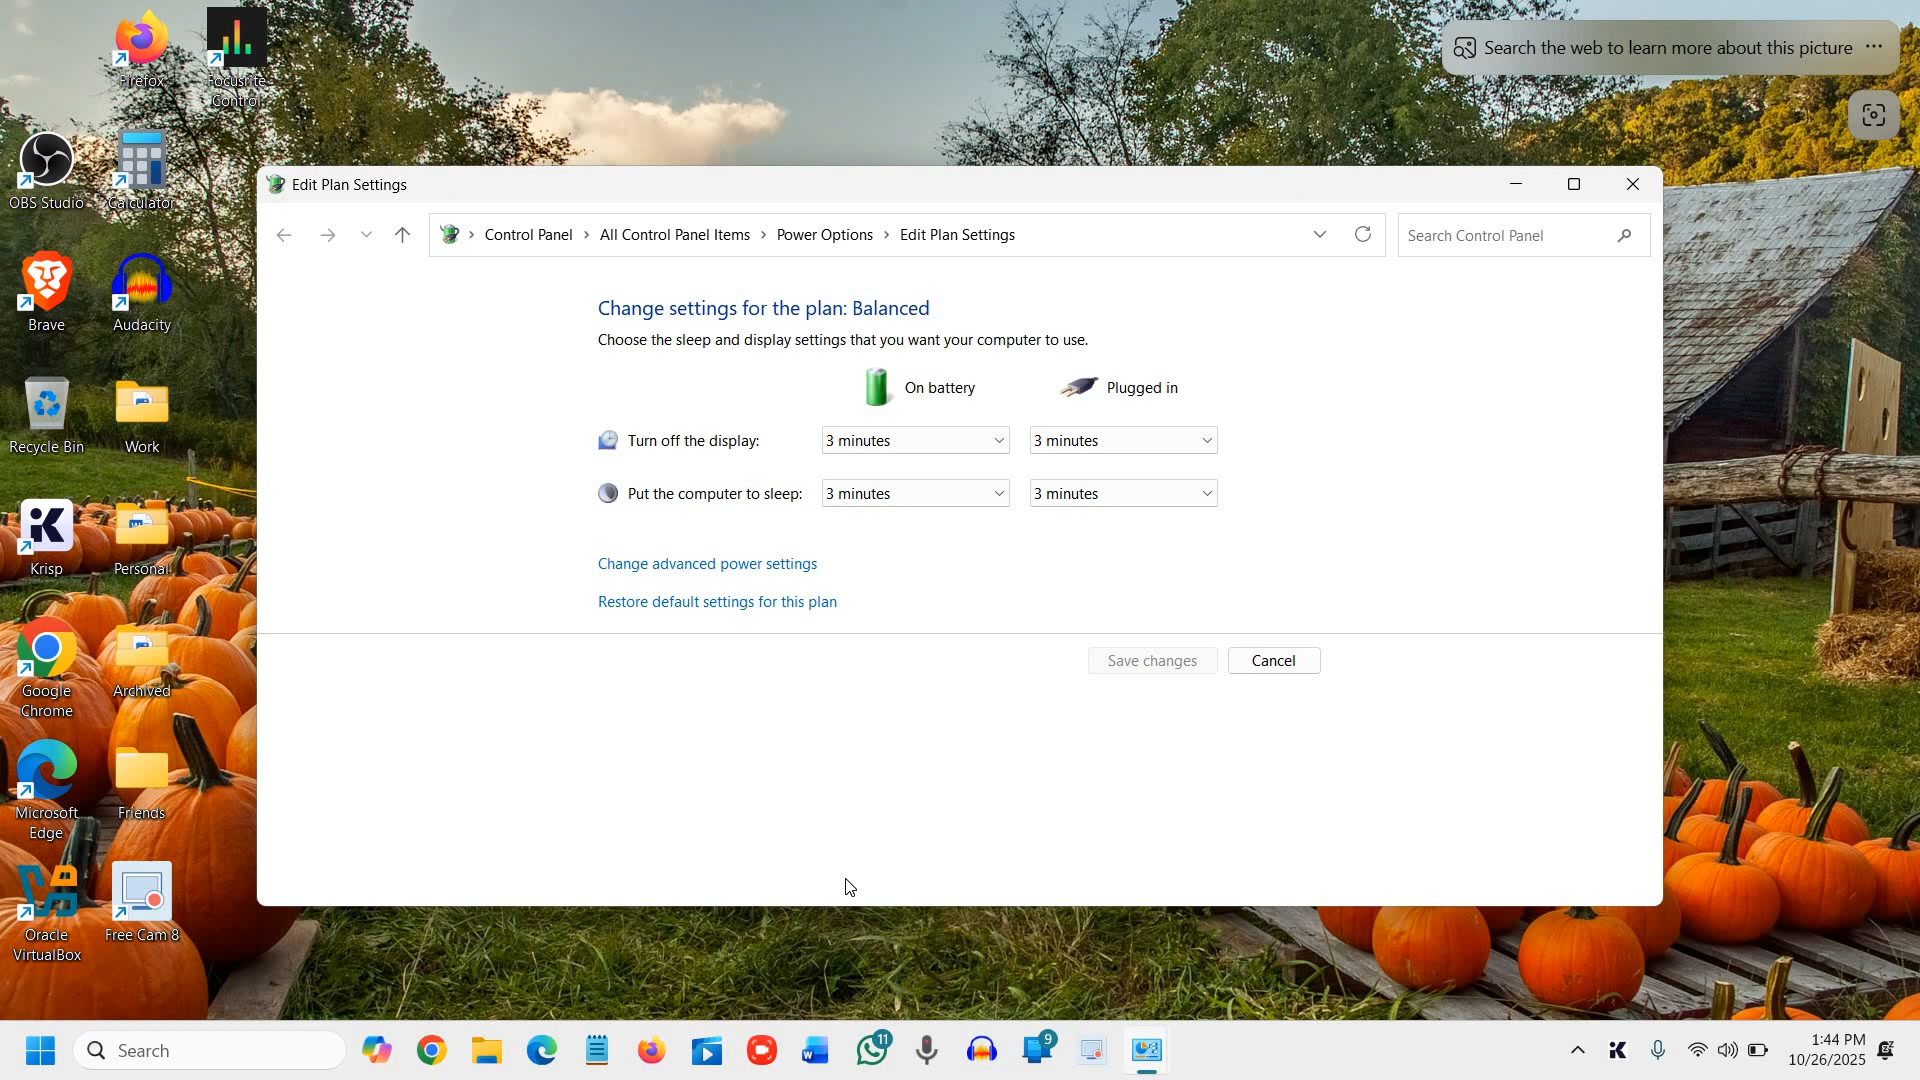 Firefox
Focusrite
Control
Search the web to learn more about this picture
OBS Studio
Calculator
Edit Plan Settings
Control Panel
All Control Panel Items
Power Options
Edit Plan Settings
Search Control Panel
Brave
Audacity
Change settings for the plan: Balanced
Choose the sleep and display settings that you want your computer to use.
On battery
Plugged in
Recycle Bin
Work
Turn off the display:
3 minutes
3 minutes
Put the computer to sleep:
3 minutes
3 minutes
Krisp
Personal
Change advanced power settings
Restore default settings for this plan
Google
Chrome
Archived
Save changes
Cancel
Microsoft
Edge
Friends
Oracle
VirtualBox
Free Cam 8
Search
11
9
1:44 PM
10/26/2025